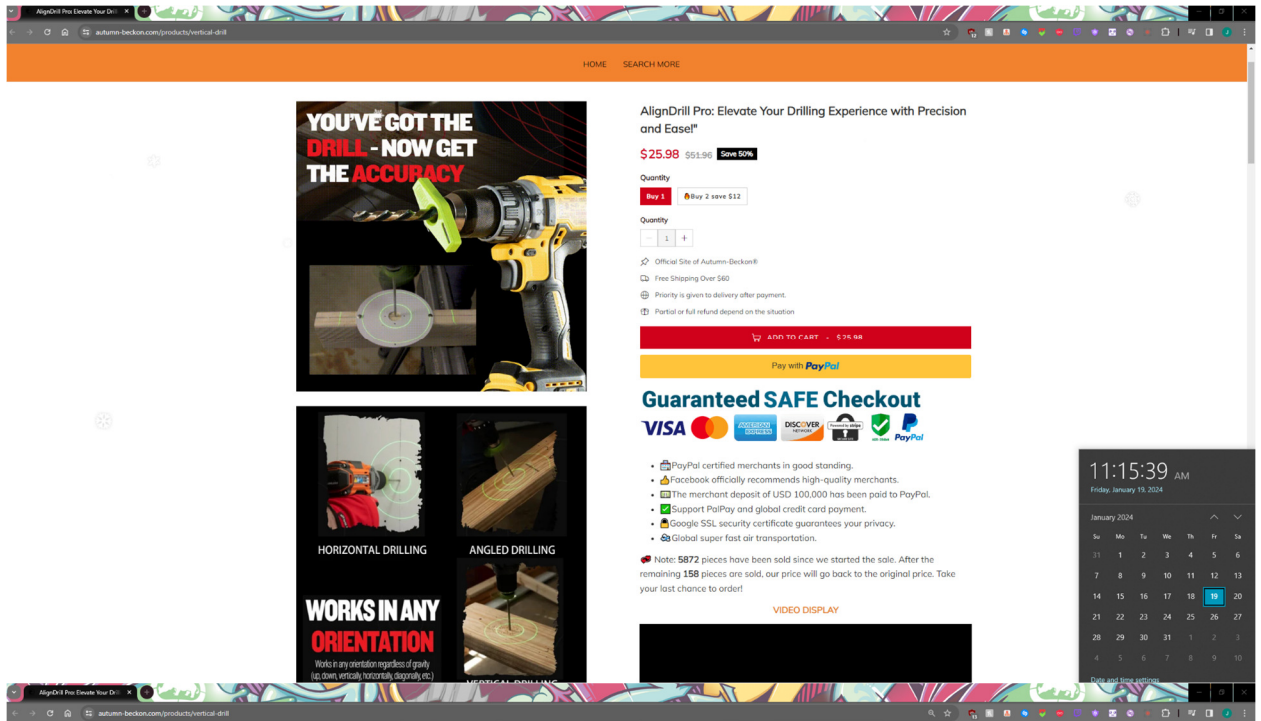 AlignDrill Pro: Elevate Your Dril
autumn-beckon.com/products/vertical-drill
HOME SEARCH MORE
YOU'VE GOT THE
DRILL - NOW GET
THE ACCURACY
HORIZONTAL DRILLING
ANGLED DRILLING
WORKS IN ANY
ORIENTATION
Works in any orientation regardless of gravity
(up, down, vertically, horizontally, diagonally, etc.)
VERTICAL DRILLING
AlignDrill Pro: Elevate Your Drilling Experience with Precision
and Ease!"
$25.98 $51.96 Save 50%
Quantity
Buy 1 🔥Buy 2 save $12
Quantity
− 1 +
Official Site of Autumn-Beckon®
Free Shipping Over $60
Priority is given to delivery after payment.
Partial or full refund depend on the situation
ADD TO CART - $25.98
Pay with PayPal
Guaranteed SAFE Checkout
VISA AMERICAN EXPRESS DISCOVER NETWORK Powered by stripe PayPal
• PayPal certified merchants in good standing.
• 👍Facebook officially recommends high-quality merchants.
• The merchant deposit of USD 100,000 has been paid to PayPal.
• ✅Support PalPay and global credit card payment.
• Google SSL security certificate guarantees your privacy.
• Global super fast air transportation.
Note: 5872 pieces have been sold since we started the sale. After the
remaining 158 pieces are sold, our price will go back to the original price. Take
your last chance to order!
VIDEO DISPLAY
11:15:39 AM
Friday, January 19, 2024
January 2024
Su Mo Tu We Th Fr Sa
31 1 2 3 4 5 6
7 8 9 10 11 12 13
14 15 16 17 18 19 20
21 22 23 24 25 26 27
28 29 30 31 1 2 3
4 5 6 7 8 9 10
Date and time settings
AlignDrill Pro: Elevate Your Dril
autumn-beckon.com/products/vertical-drill